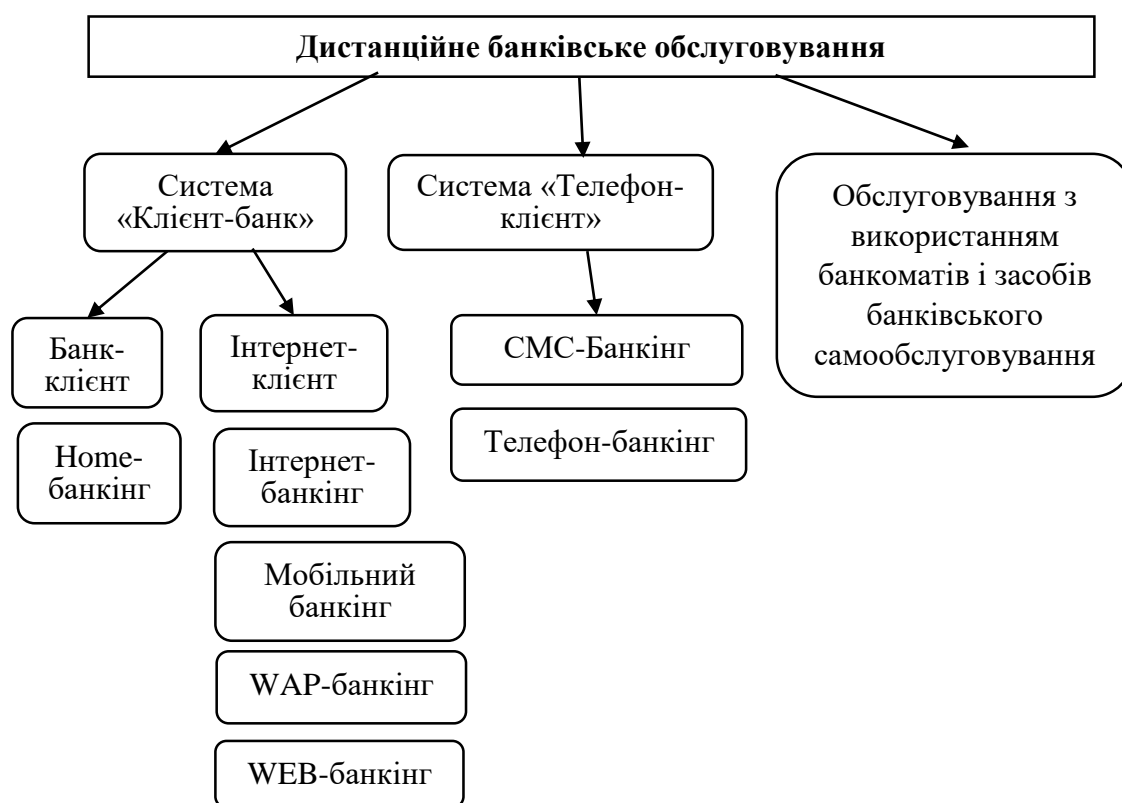 Дистанційне банківське обслуговування
Система
«Клієнт-банк»
Система «Телефон-
клієнт»
Обслуговування з
використанням
банкоматів і засобів
банківського
самообслуговування
Банк-
клієнт
Інтернет-
клієнт
СМС-Банкінг
Home-
банкінг
Інтернет-
банкінг
Телефон-банкінг
Мобільний
банкінг
WAP-банкінг
WEB-банкінг